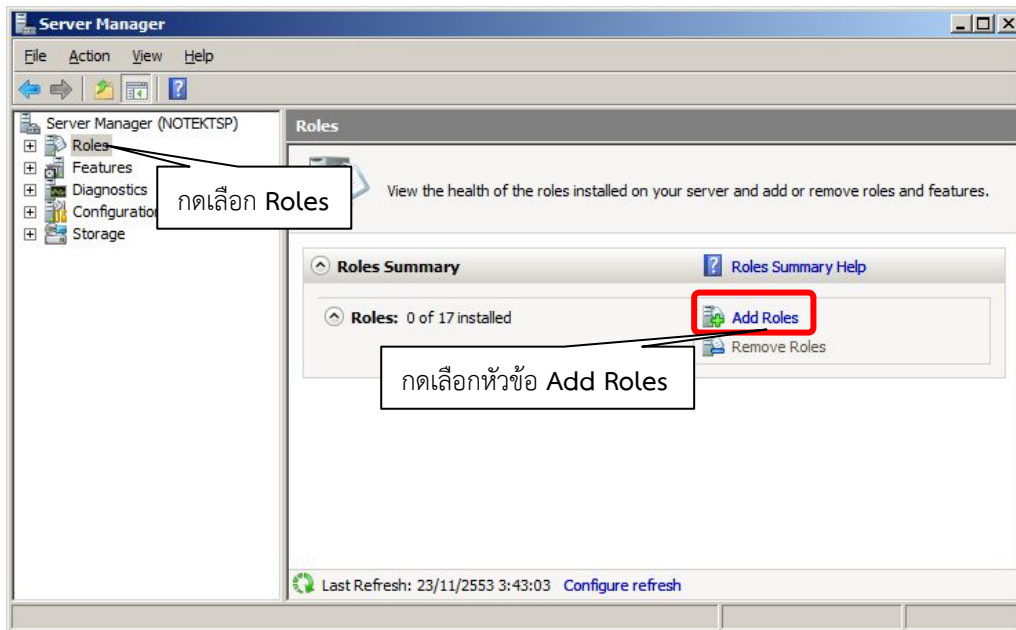 Server Manager
File Action View Help
Server Manager (NOTEKTSP)
Roles
Features
Diagnostics
Configuration
Storage
กดเลือก Roles
Roles
View the health of the roles installed on your server and add or remove roles and features.
Roles Summary
Roles Summary Help
Roles: 0 of 17 installed
Add Roles
Remove Roles
กดเลือกหัวข้อ Add Roles
Last Refresh: 23/11/2553 3:43:03 Configure refresh